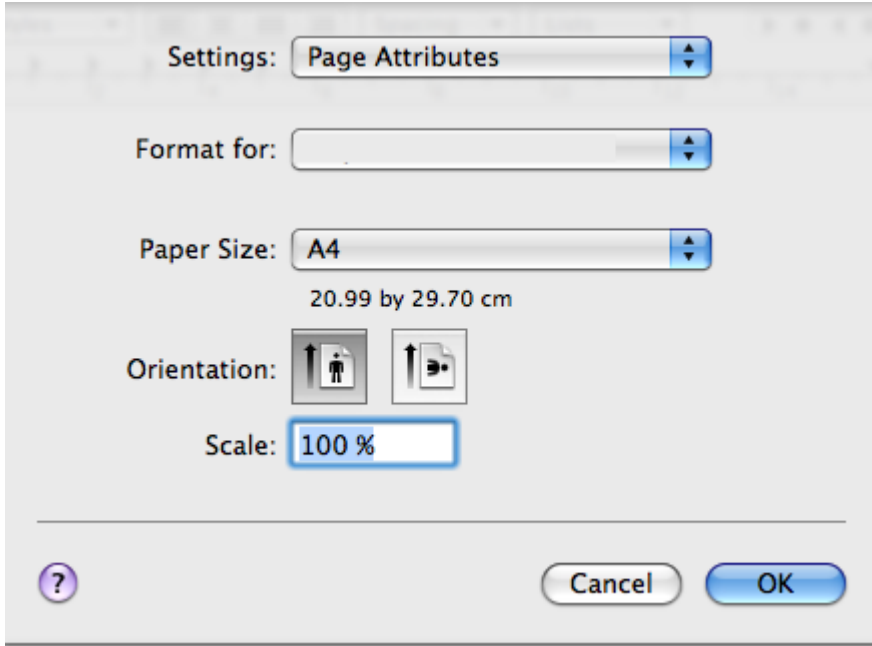 Settings: Page Attributes
Format for:
Paper Size: A4
20.99 by 29.70 cm
Orientation:
Scale: 100 %
? Cancel OK